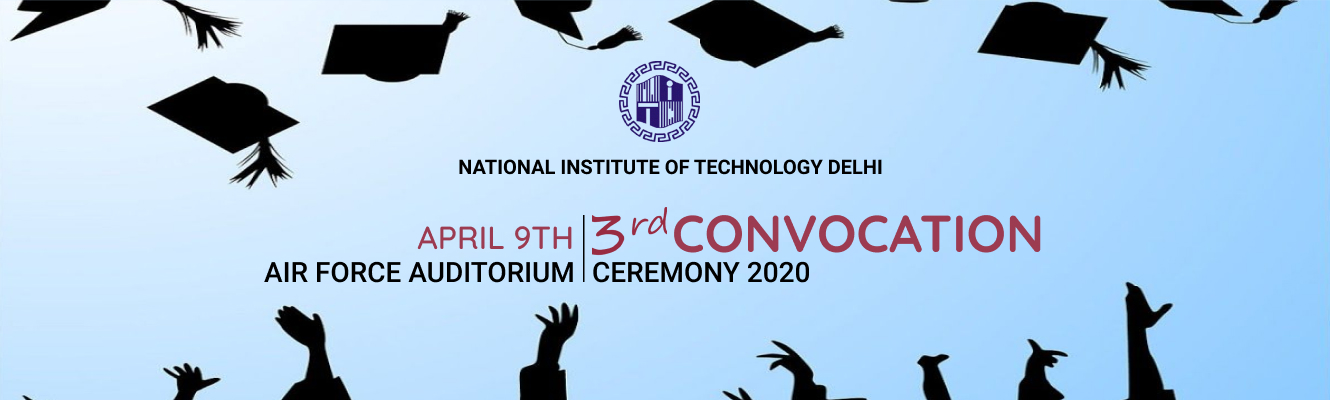 NATIONAL INSTITUTE OF TECHNOLOGY DELHI
APRIL 9TH
AIR FORCE AUDITORIUM
3rd CONVOCATION
CEREMONY 2020